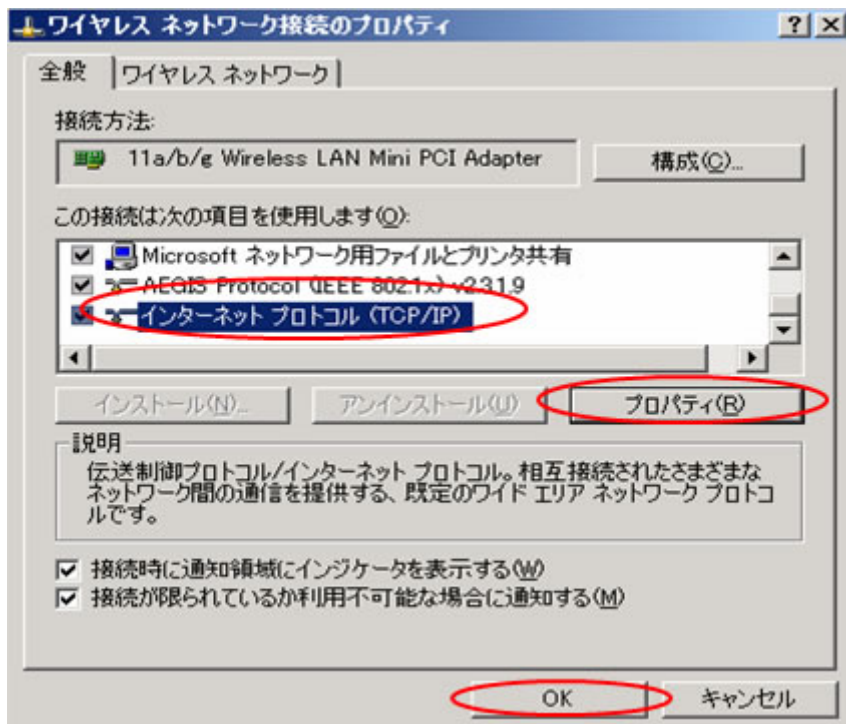 ワイヤレス ネットワーク接続のプロパティ
全般
ワイヤレス ネットワーク
接続方法:
11a/b/g Wireless LAN Mini PCI Adapter
構成(C)...
この接続は次の項目を使用します(O):
Microsoft ネットワーク用ファイルとプリンタ共有
AEGIS Protocol (IEEE 802.1x) v2.3.1.9
インターネット プロトコル (TCP/IP)
インストール(N)...
アンインストール(U)
プロパティ(R)
説明
伝送制御プロトコル/インターネット プロトコル。相互接続されたさまざまな
ネットワーク間の通信を提供する、既定のワイド エリア ネットワーク プロトコ
ルです。
接続時に通知領域にインジケータを表示する(W)
接続が限られているか利用不可能な場合に通知する(M)
OK
キャンセル